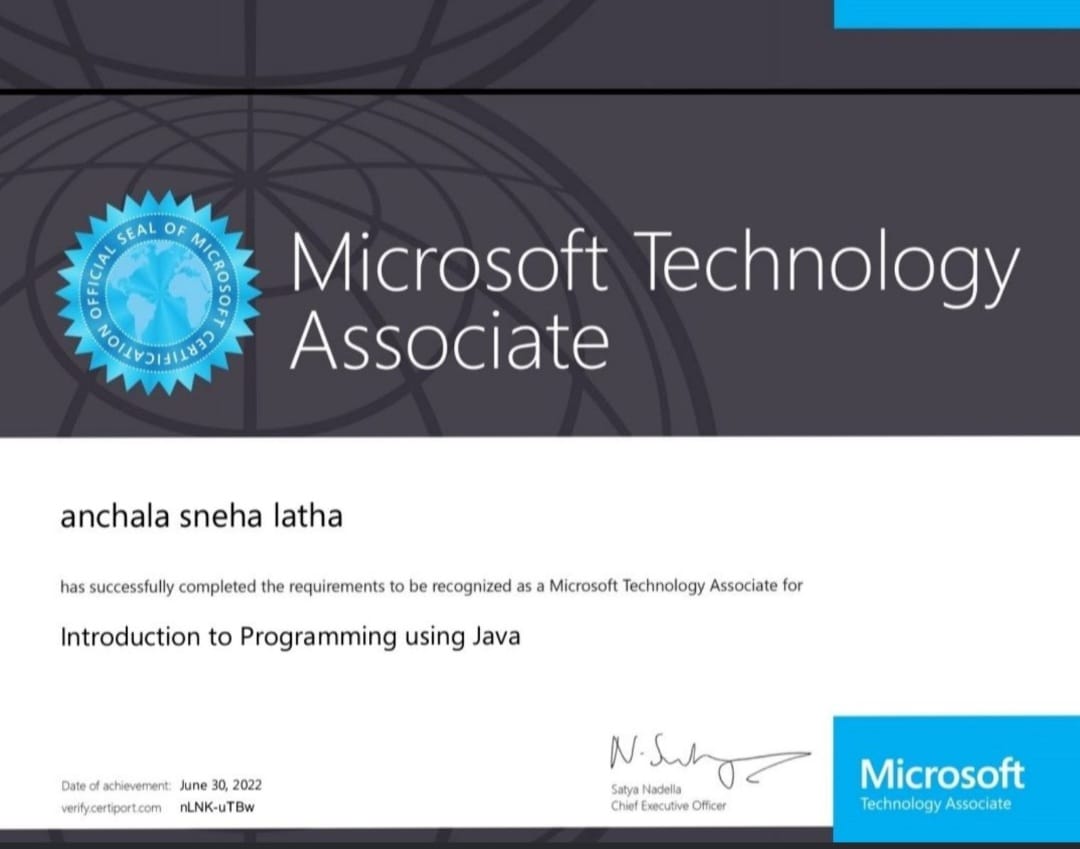 OFFICIAL SEAL OF MICROSOFT CERTIFICATION
Microsoft Technology
Associate
anchala sneha latha
has successfully completed the requirements to be recognized as a Microsoft Technology Associate for
Introduction to Programming using Java
N. Satya
Date of achievement: June 30, 2022
verify.certiport.com nLNK-uTBw
Satya Nadella
Chief Executive Officer
Microsoft
Technology Associate